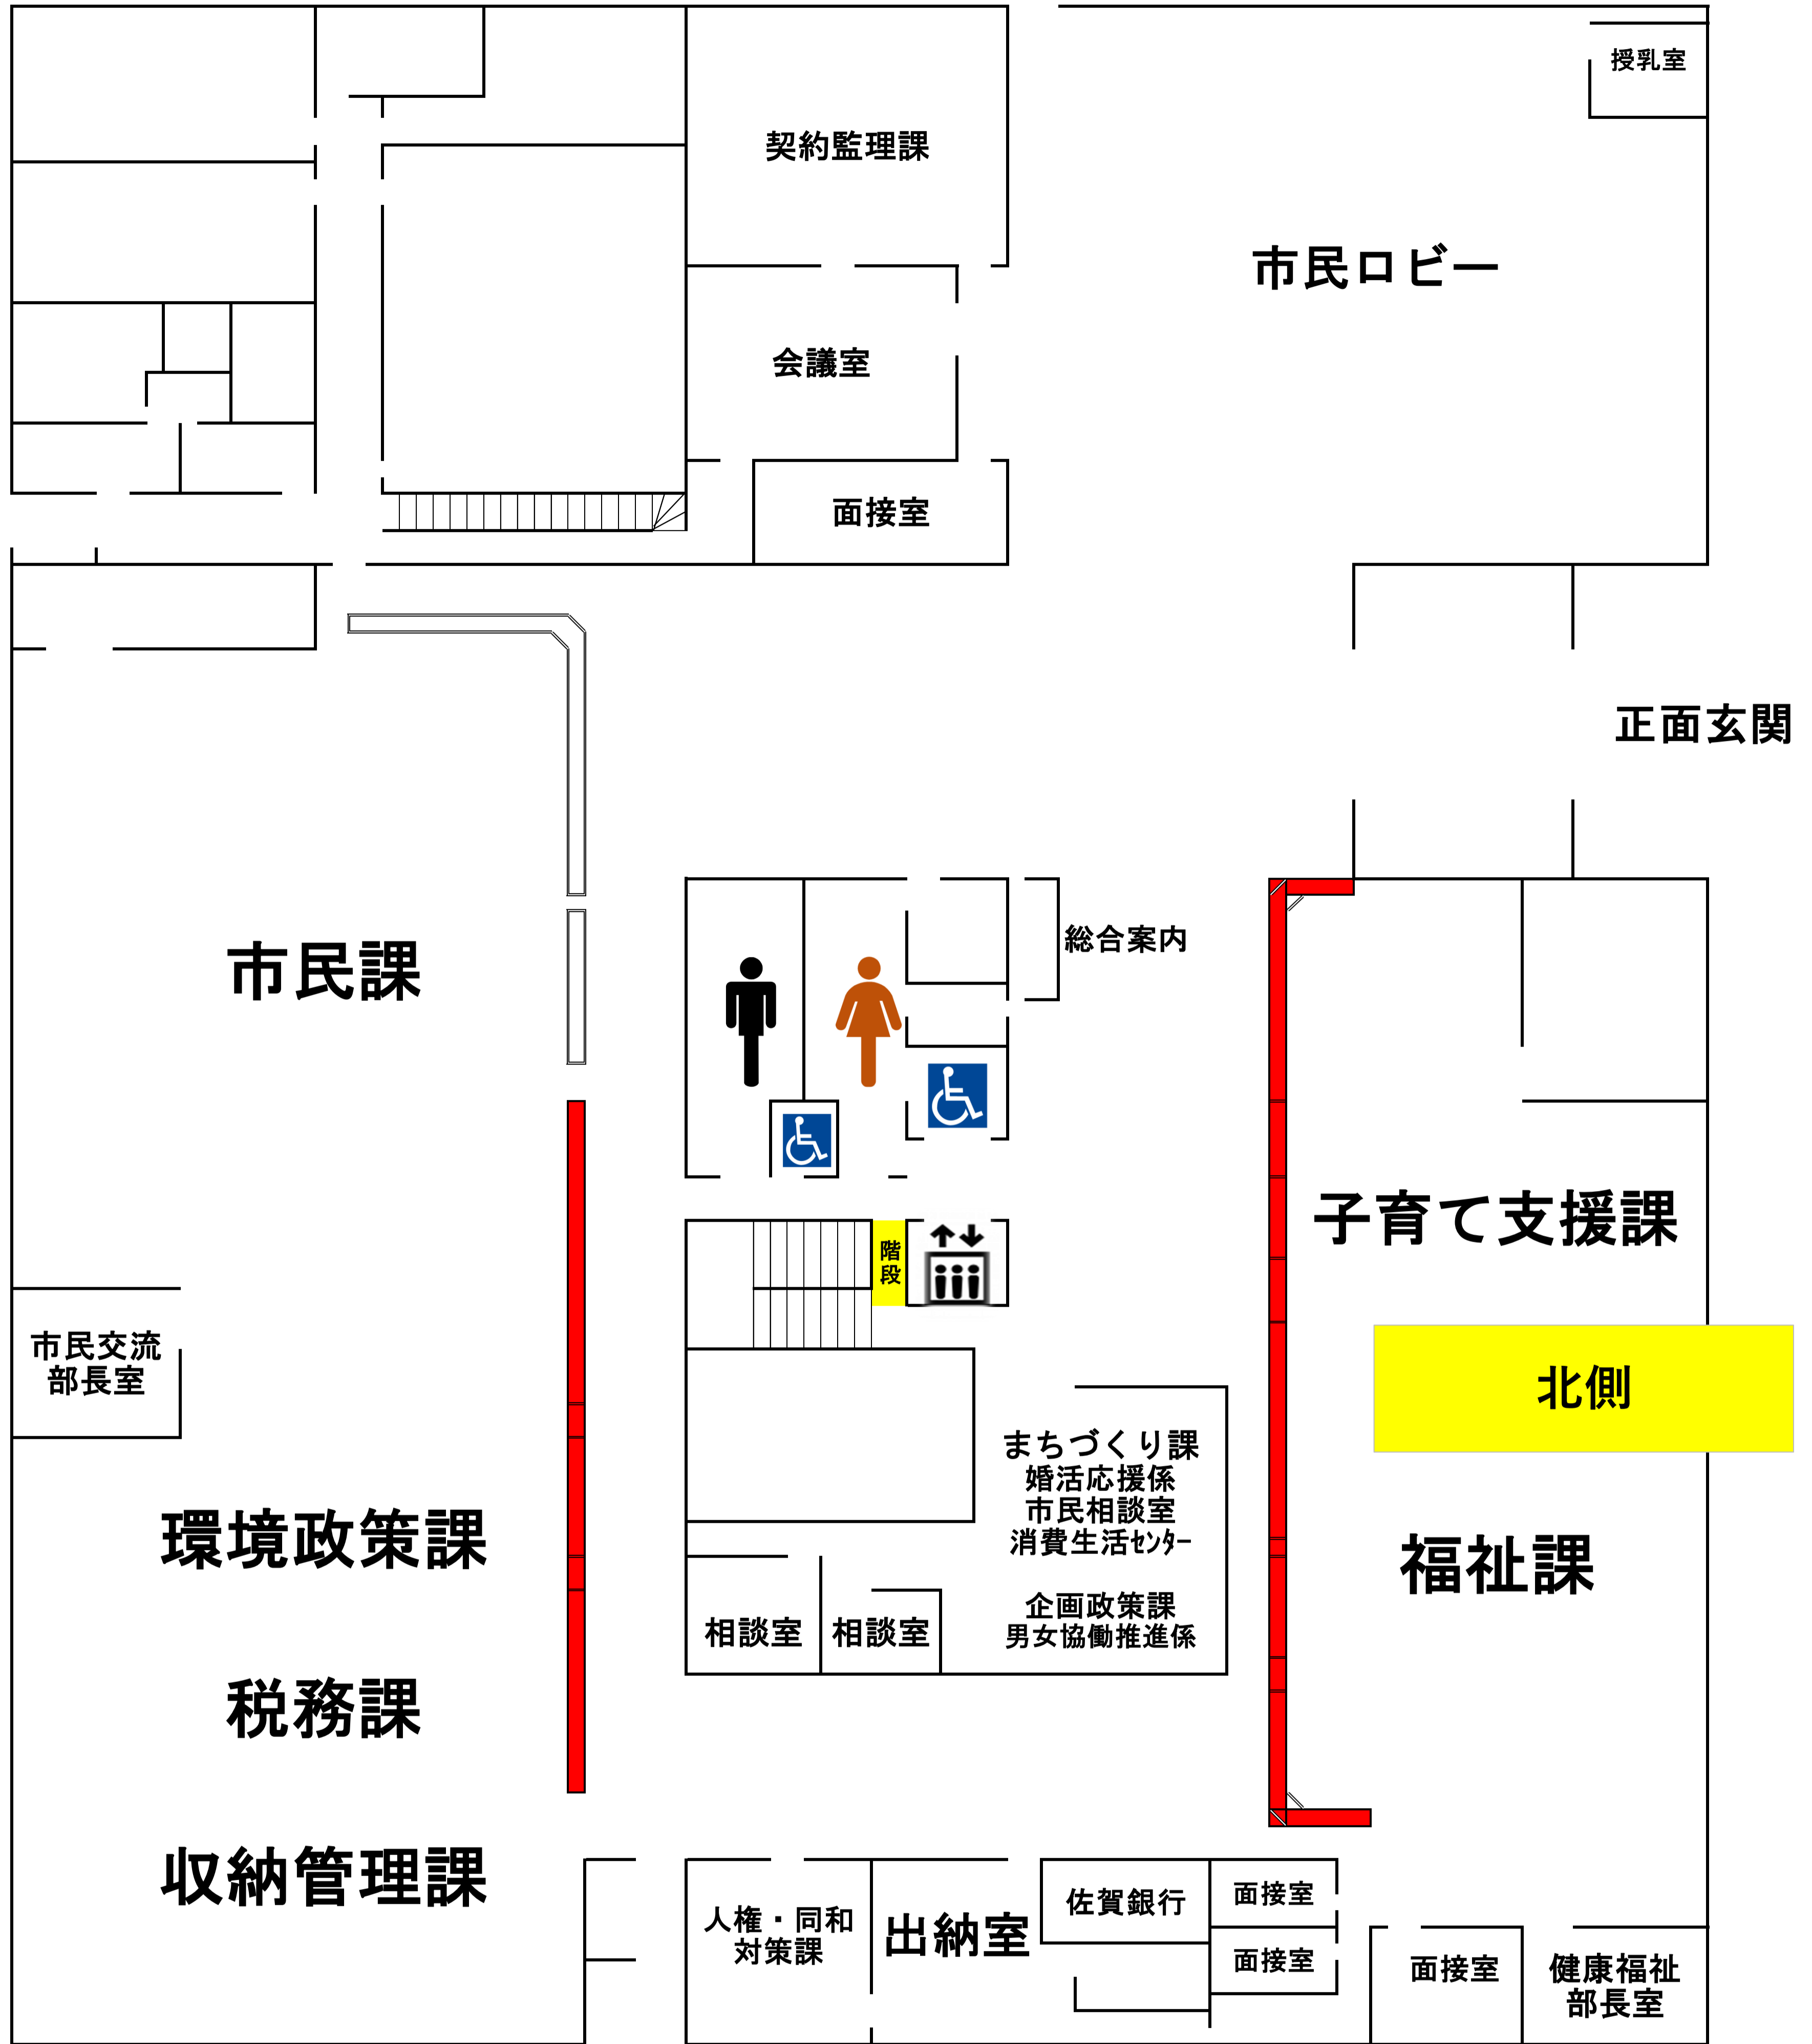 授乳室
契約監理課
市民ロビー
会議室
面接室
正面玄関
総合案内
市民課
子育て支援課
階
段
市民交流
部長室
北側
まちづくり課
婚活応援係
市民相談室
消費生活ｾﾝﾀｰ
企画政策課
男女協働推進係
環境政策課
福祉課
相談室
相談室
税務課
収納管理課
人権・同和
対策課
出納室
佐賀銀行
面接室
面接室
面接室
健康福祉
部長室